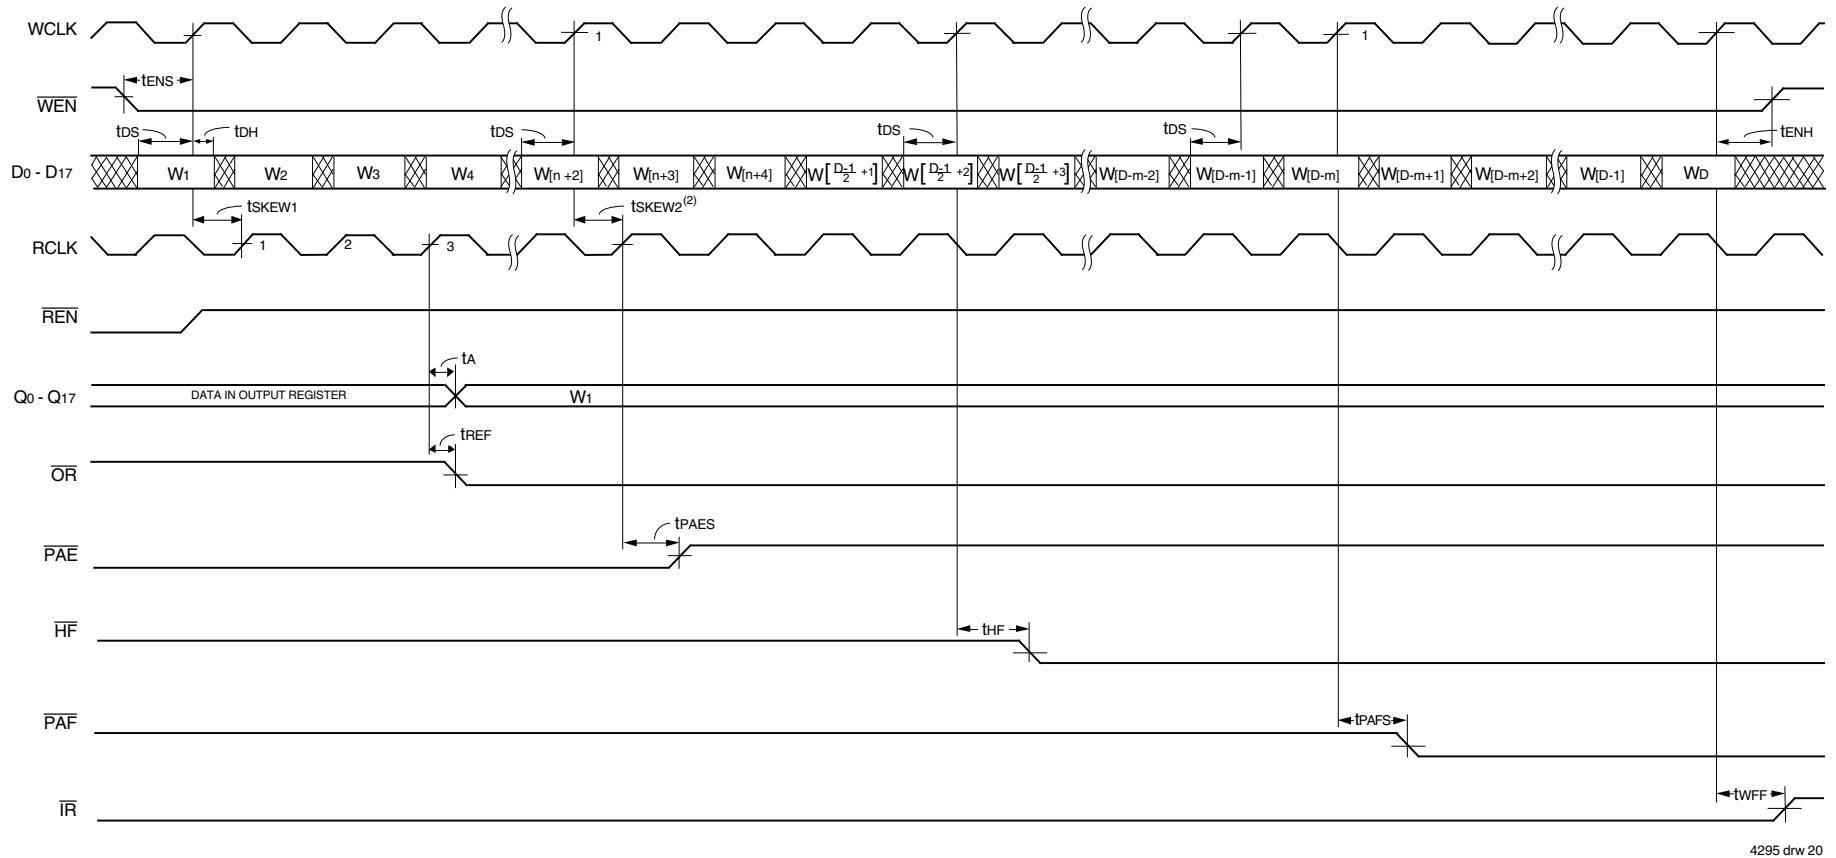 WCLK 1 1
tENS
WEN
tDS tDH tDS tDS tDS tENH
D0 - D17 W1 W2 W3 W4 W[n +2] W[n+3] W[n+4] W[D-1/2 +1] W[D-1/2 +2] W[D-1/2 +3] W[D-m-2] W[D-m-1] W[D-m] W[D-m+1] W[D-m+2] W[D-1] WD
tSKEW1 tSKEW2(2)
RCLK 1 2 3
REN
tA
Q0 - Q17 DATA IN OUTPUT REGISTER W1
tREF
OR
tPAES
PAE
HF tHF
PAF tPAFS
IR tWFF
4295 drw 20